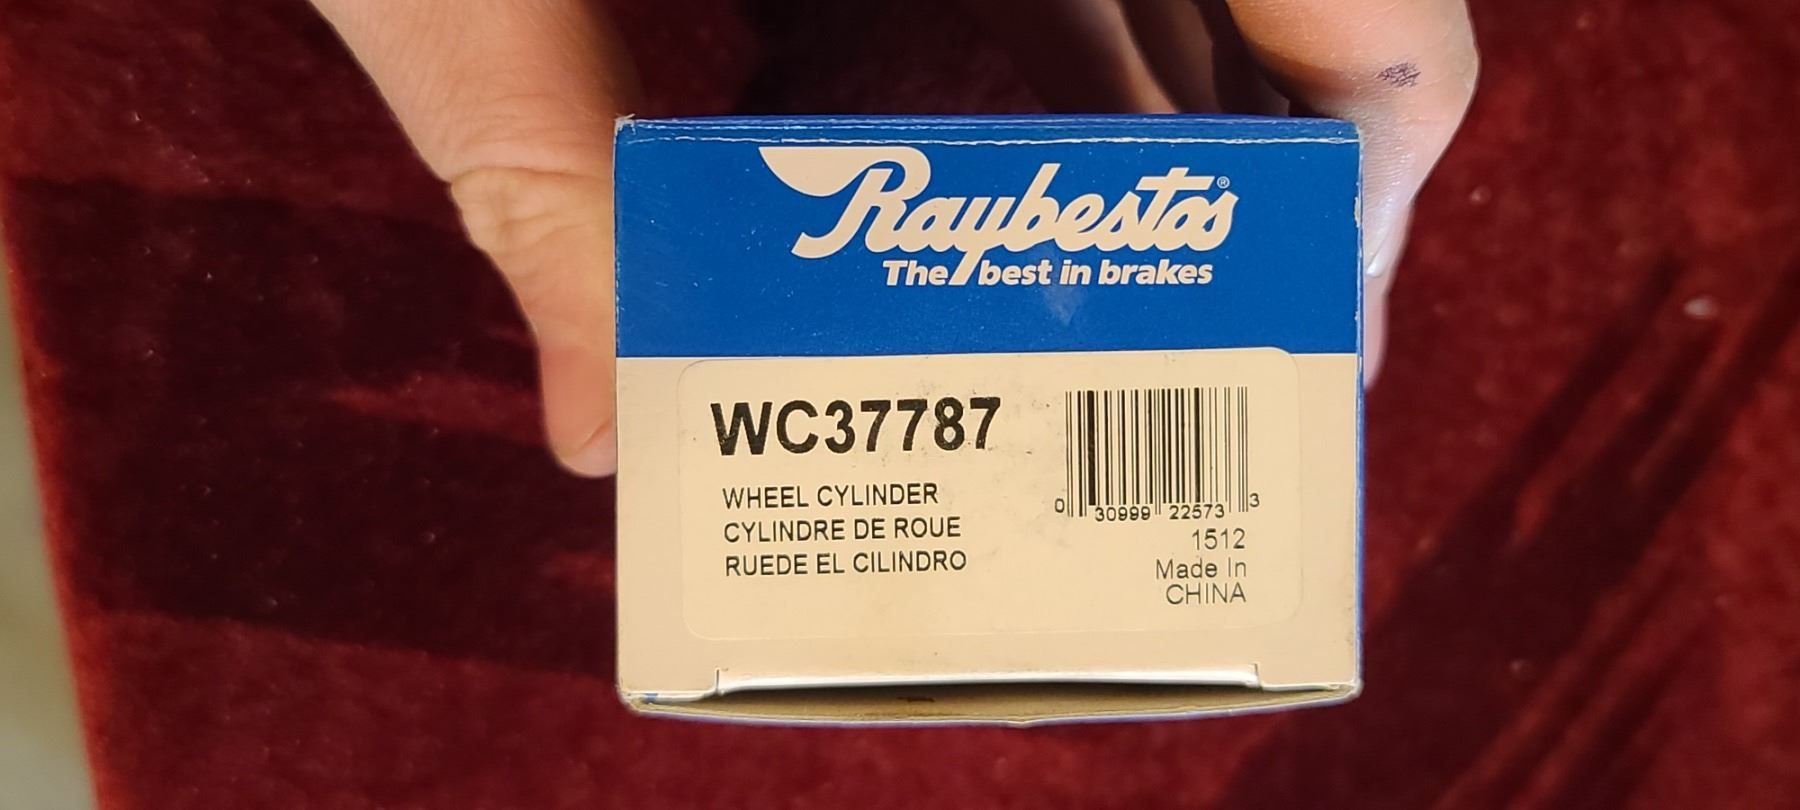 Raybestos®
The best in brakes
WC37787
WHEEL CYLINDER
CYLINDRE DE ROUE
RUEDE EL CILINDRO
0 30999 22573 3
1512
Made In
CHINA